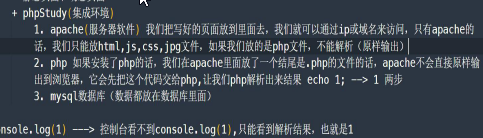 + phpStudy(集成环境)
1. apache(服务器软件) 我们把写好的页面放到里面去, 我们就可以通过ip或域名来访问, 只有apache的
话, 我们只能放html,js,css,jpg文件, 如果我们放的是php文件, 不能解析(原样输出)
2. php 如果安装了php的话, 我们在apache里面放了一个结尾是.php的文件的话, apache不会直接原样输
出到浏览器, 它会先把这个代码交给php,让我们php解析出来结果 echo 1; --> 1 两步
3. mysql数据库 (数据都放在数据库里面)
onsole.log(1) ---> 控制台看不到console.log(1),只能看到解析结果, 也就是1